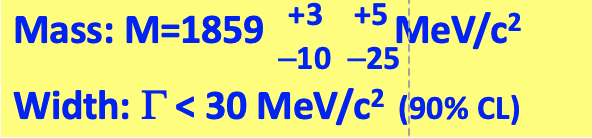 Mass: M=1859 +3 +5 MeV/c²
–10 –25
Width: Γ < 30 MeV/c² (90% CL)